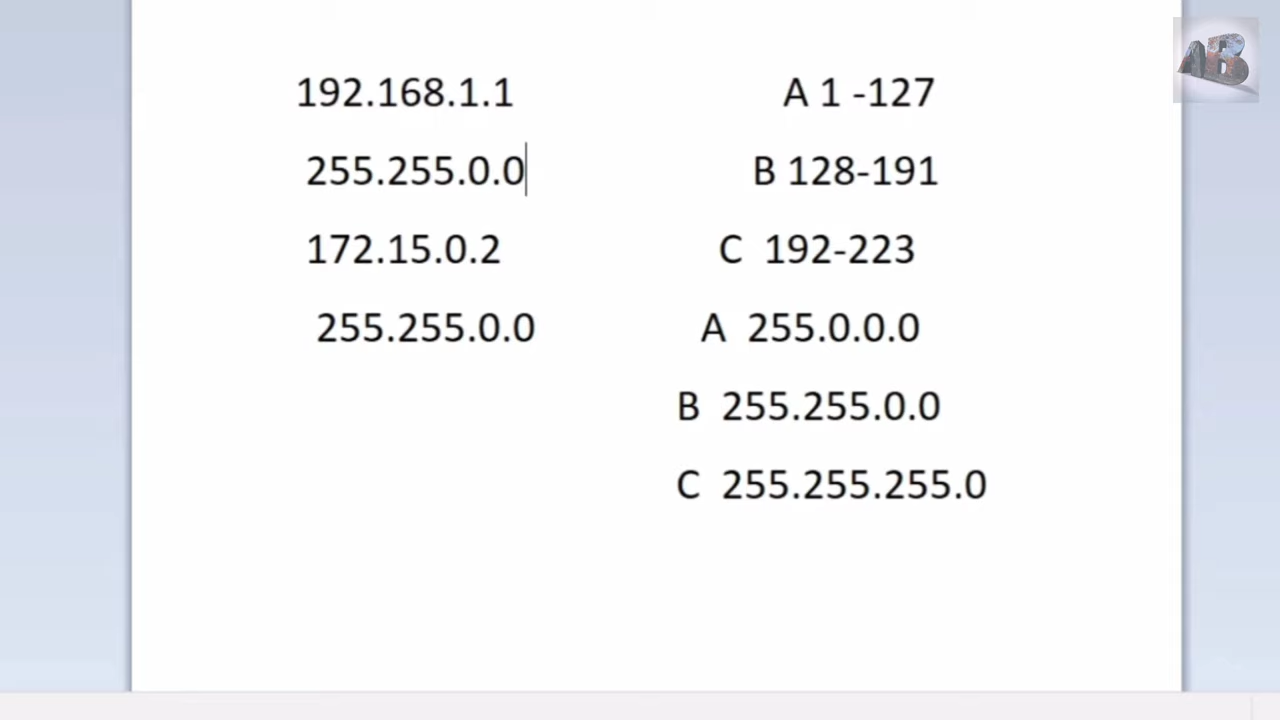 192.168.1.1 A 1 -127
255.255.0.0 B 128-191
172.15.0.2 C 192-223
255.255.0.0 A 255.0.0.0
B 255.255.0.0
C 255.255.255.0
AB